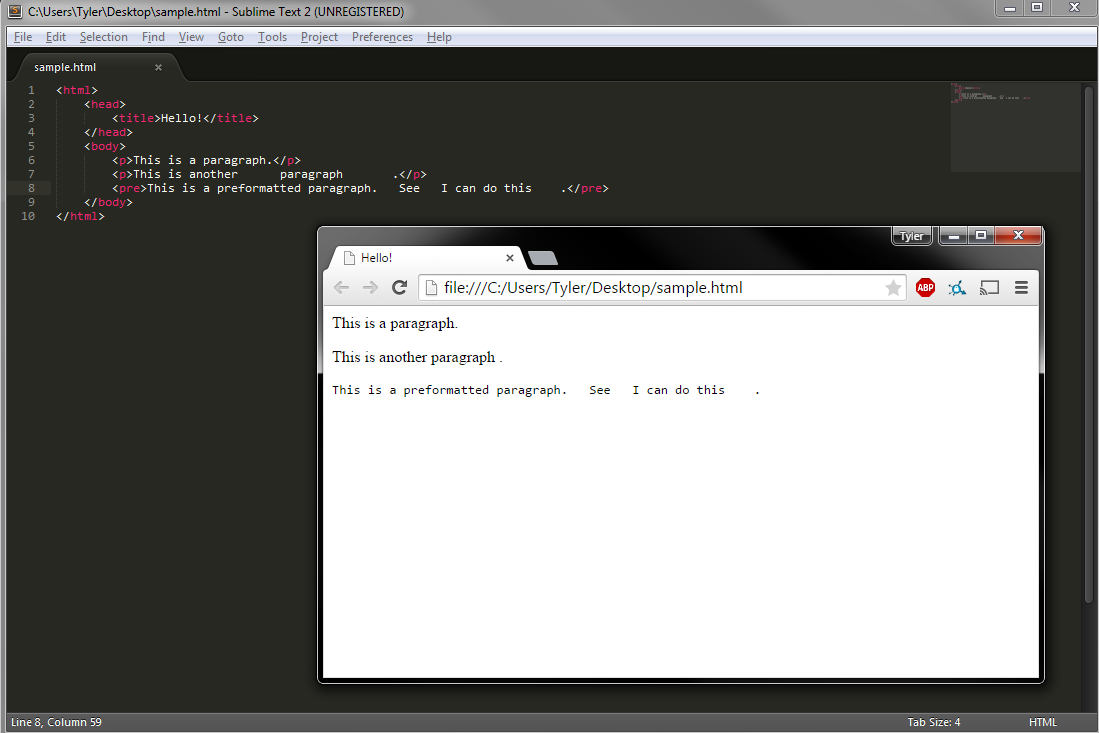 C:\Users\Tyler\Desktop\sample.html - Sublime Text 2 (UNREGISTERED)
File Edit Selection Find View Goto Tools Project Preferences Help
sample.html ×
1 <html>
2     <head>
3         <title>Hello!</title>
4     </head>
5     <body>
6         <p>This is a paragraph.</p>
7         <p>This is another      paragraph       .</p>
8         <pre>This is a preformatted paragraph.   See   I can do this    .</pre>
9     </body>
10 </html>
Tyler
Hello! ×
file:///C:/Users/Tyler/Desktop/sample.html ABP
This is a paragraph.
This is another paragraph .
This is a preformatted paragraph.   See   I can do this    .
Line 8, Column 59 Tab Size: 4 HTML